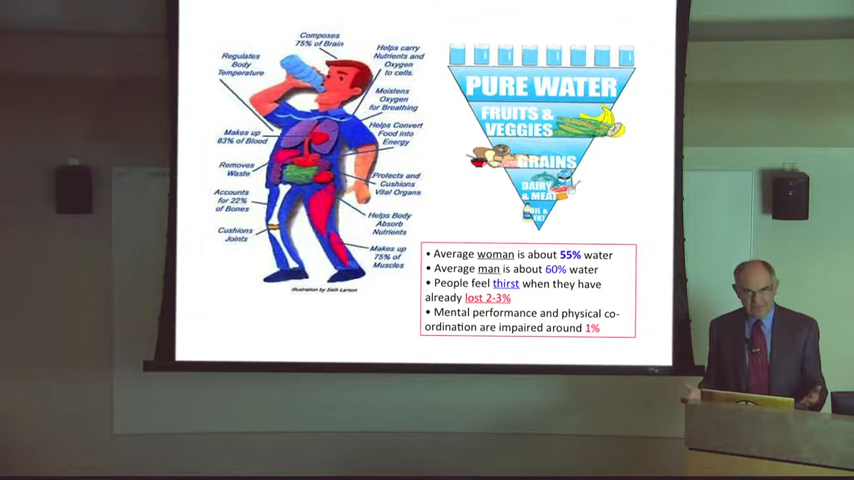 Composes
75% of Brain
Regulates
Body
Temperature
Helps carry
Nutrients and
Oxygen
to cells.
Moistens
Oxygen
for Breathing
Makes up
83% of Blood
Helps Convert
Food into
Energy
Removes
Waste
Protects and
Cushions
Vital Organs
Accounts
for 22%
of Bones
Helps Body
Absorb
Nutrients
Cushions
Joints
Makes up
75% of
Muscles
Illustration by Seth Larson
PURE WATER
FRUITS &
VEGGIES
GRAINS
DAIRY
& MEAT
OIL &
FAT
• Average woman is about 55% water
• Average man is about 60% water
• People feel thirst when they have
already lost 2-3%
• Mental performance and physical co-
ordination are impaired around 1%